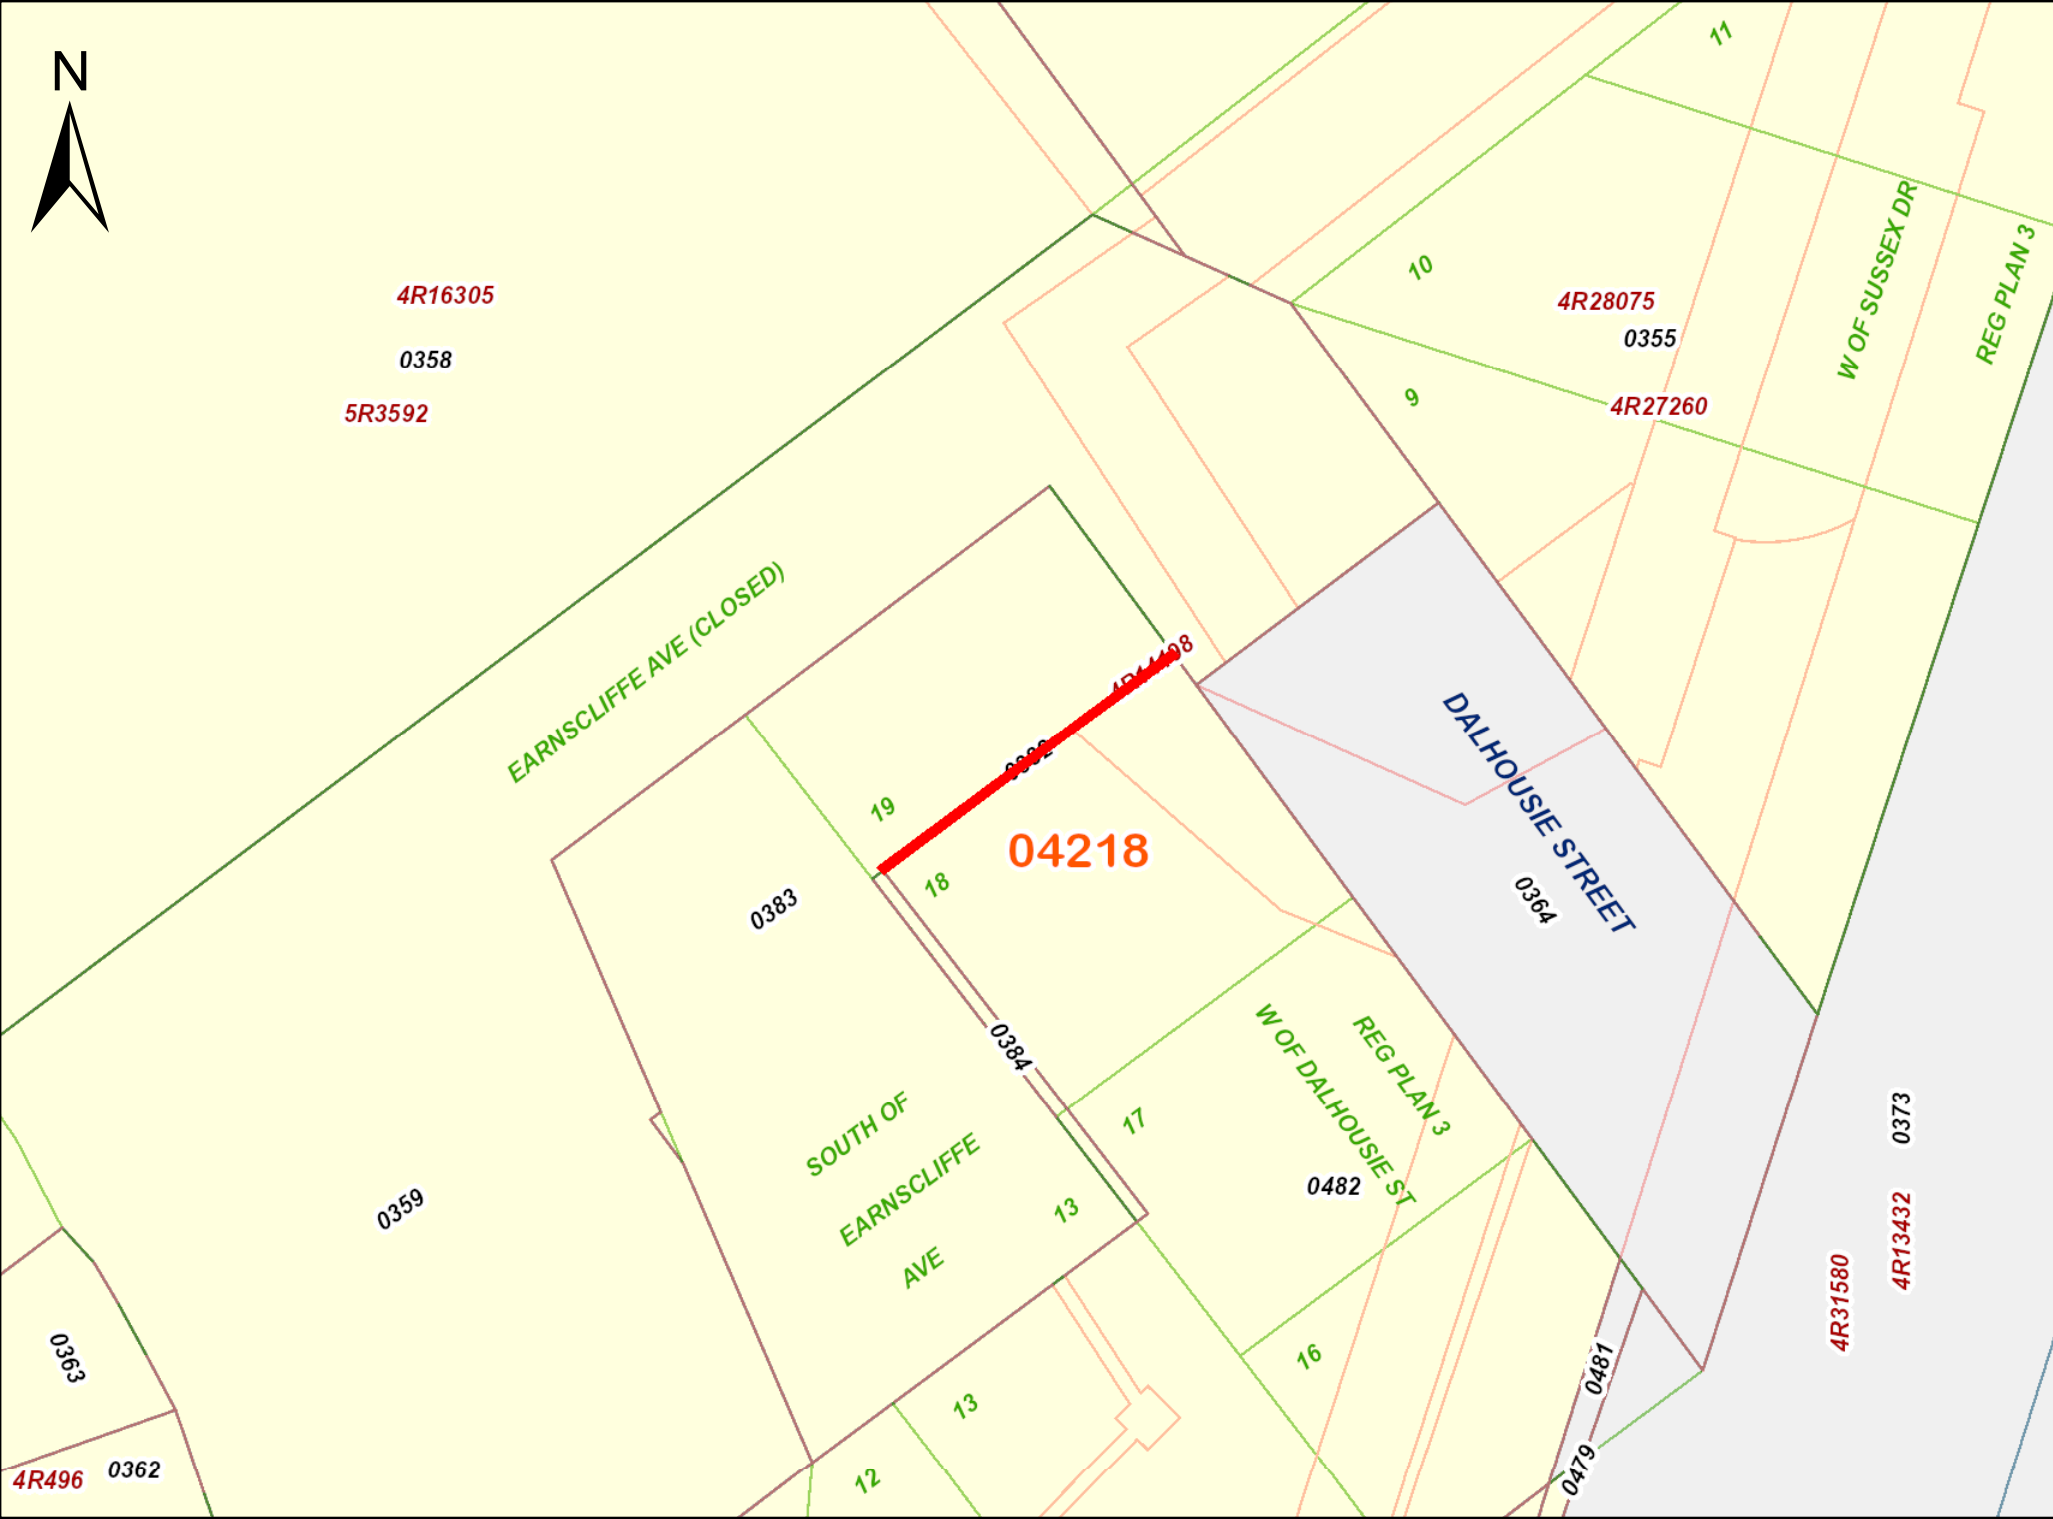 N
11
10
W OF SUSSEX DR
REG PLAN 3
4R16305
4R28075
0355
0358
9
4R27260
5R3592
EARNSCLIFFE AVE (CLOSED)
DALHOUSIE STREET
19
04218
18
0383
0364
0384
W OF DALHOUSIE ST
REG PLAN 3
17
0373
SOUTH OF
EARNSCLIFFE
AVE
13
0482
0359
4R13432
4R31580
0363
16
0481
13
12
0479
4R496
0362